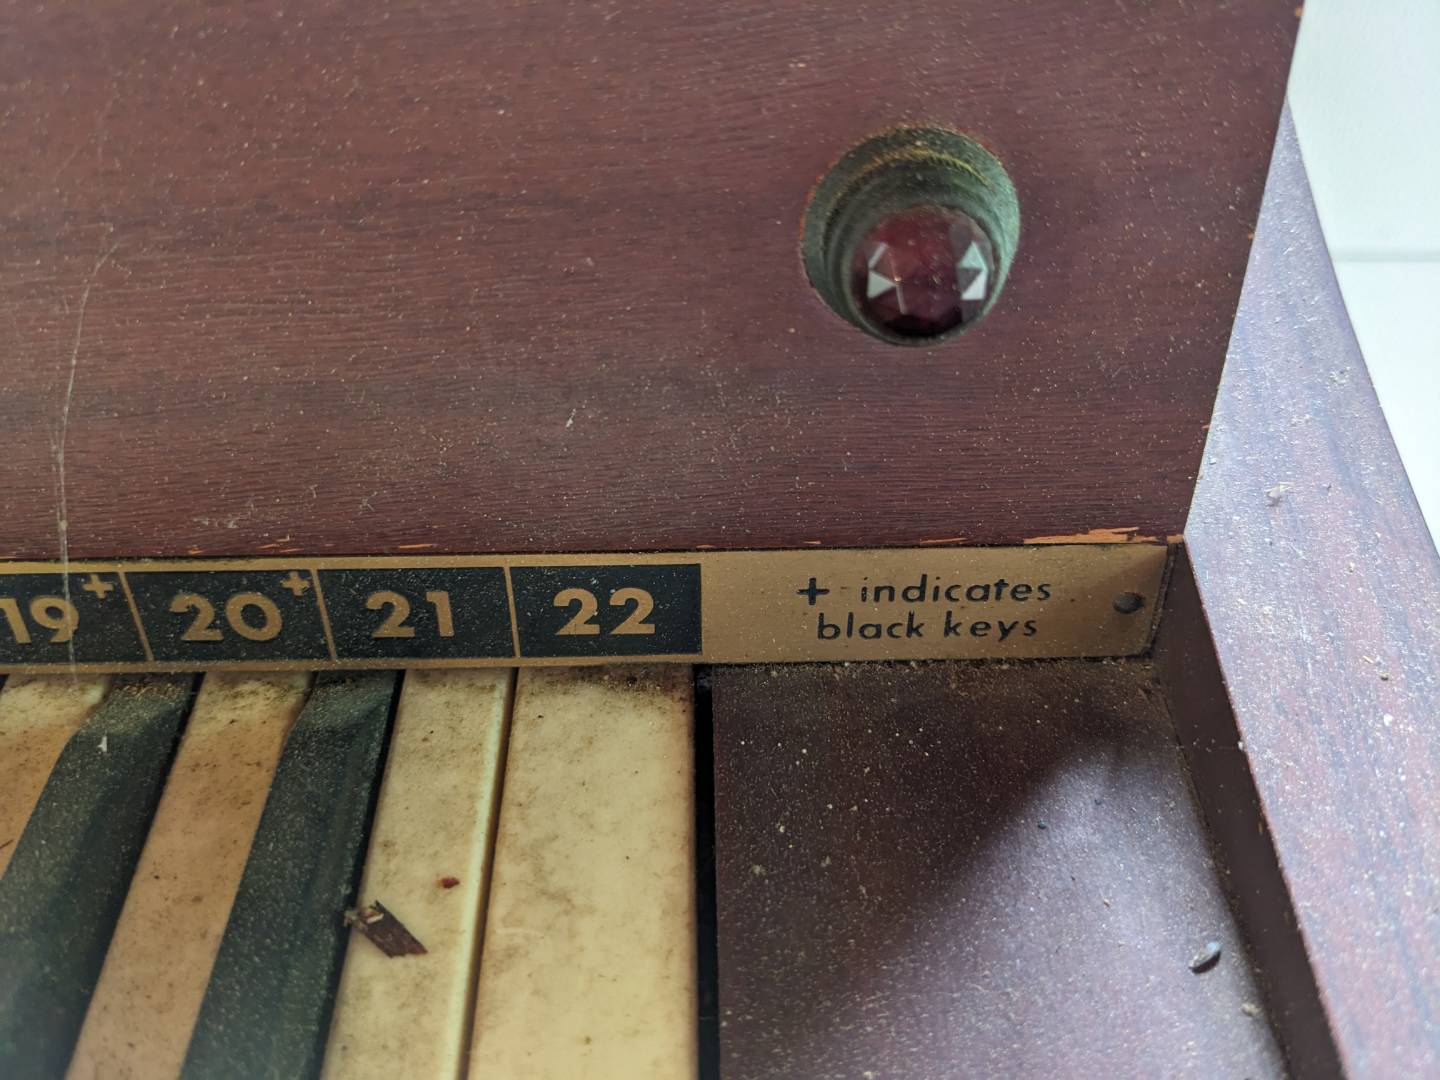 19+ 20+ 21 22
+ indicates
black keys